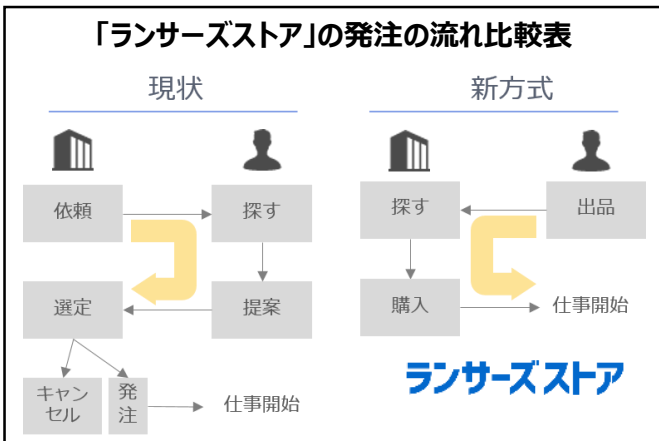 「ランサーズストア」の発注の流れ比較表
現状
依頼
探す
選定
提案
キャン
セル
発
注
仕事開始
新方式
探す
出品
購入
仕事開始
ランサーズストア